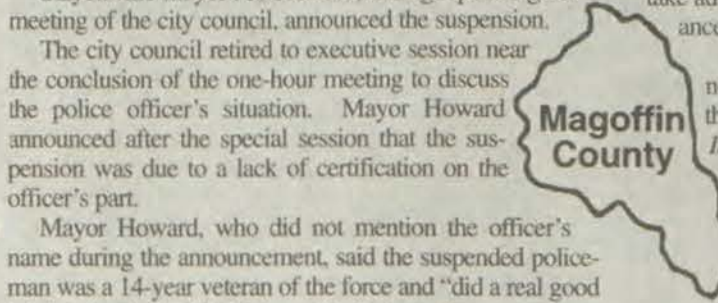 meeting of the city council, announced the suspension.
The city council retired to executive session near
the conclusion of the one-hour meeting to discuss
the police officer's situation. Mayor Howard
announced after the special session that the sus-
pension was due to a lack of certification on the
officer's part.
Mayor Howard, who did not mention the officer's
name during the announcement, said the suspended police-
man was a 14-year veteran of the force and "did a real good
Magoffin
County
ance
n
th
I